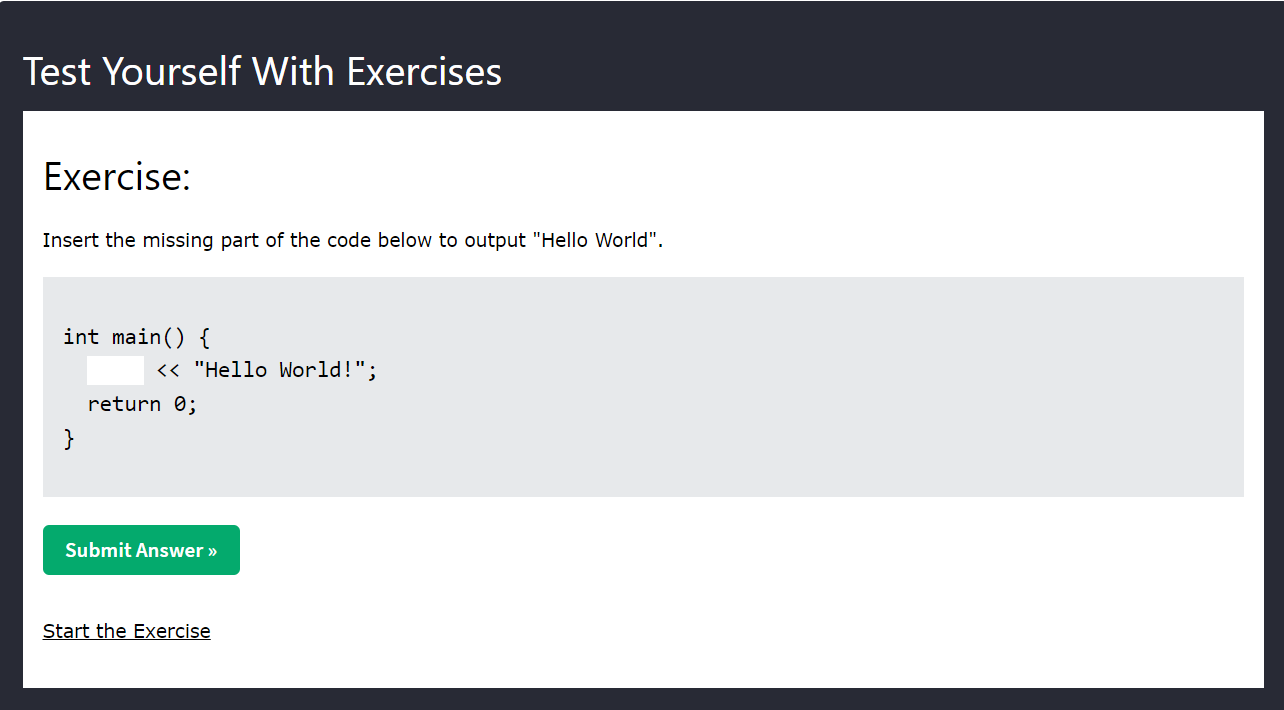 Test Yourself With Exercises
Exercise:
Insert the missing part of the code below to output "Hello World".
int main() {
<< "Hello World!";
return 0;
}
Submit Answer »
Start the Exercise